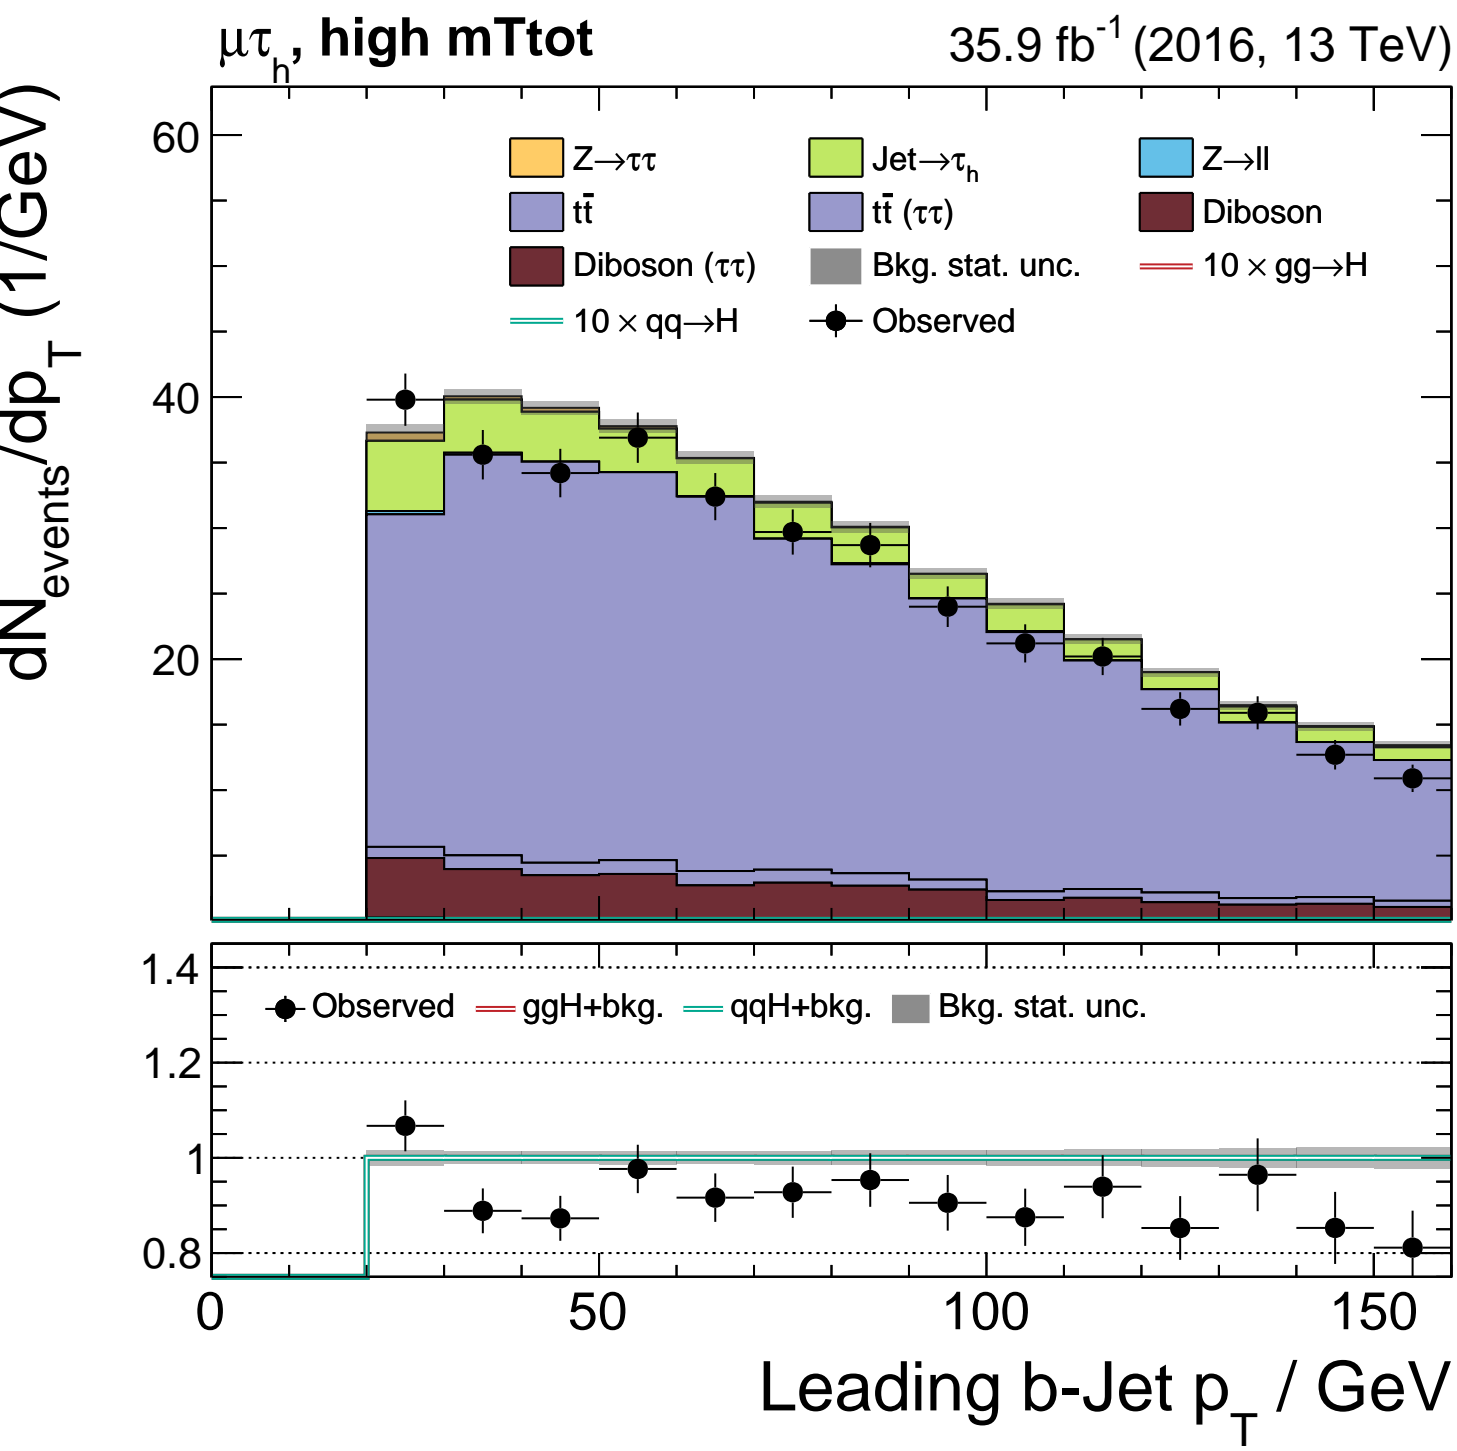 μτh, high mTtot 35.9 fb-1 (2016, 13 TeV)
dNevents/dpT (1/GeV)
60
40
20
Z→ττ Jet→τh Z→ll
tt̄ tt̄ (ττ) Diboson
Diboson (ττ) Bkg. stat. unc. 10 × gg→H
10 × qq→H Observed
1.4
1.2
1
0.8
Observed ggH+bkg. qqH+bkg. Bkg. stat. unc.
0 50 100 150
Leading b-Jet pT / GeV